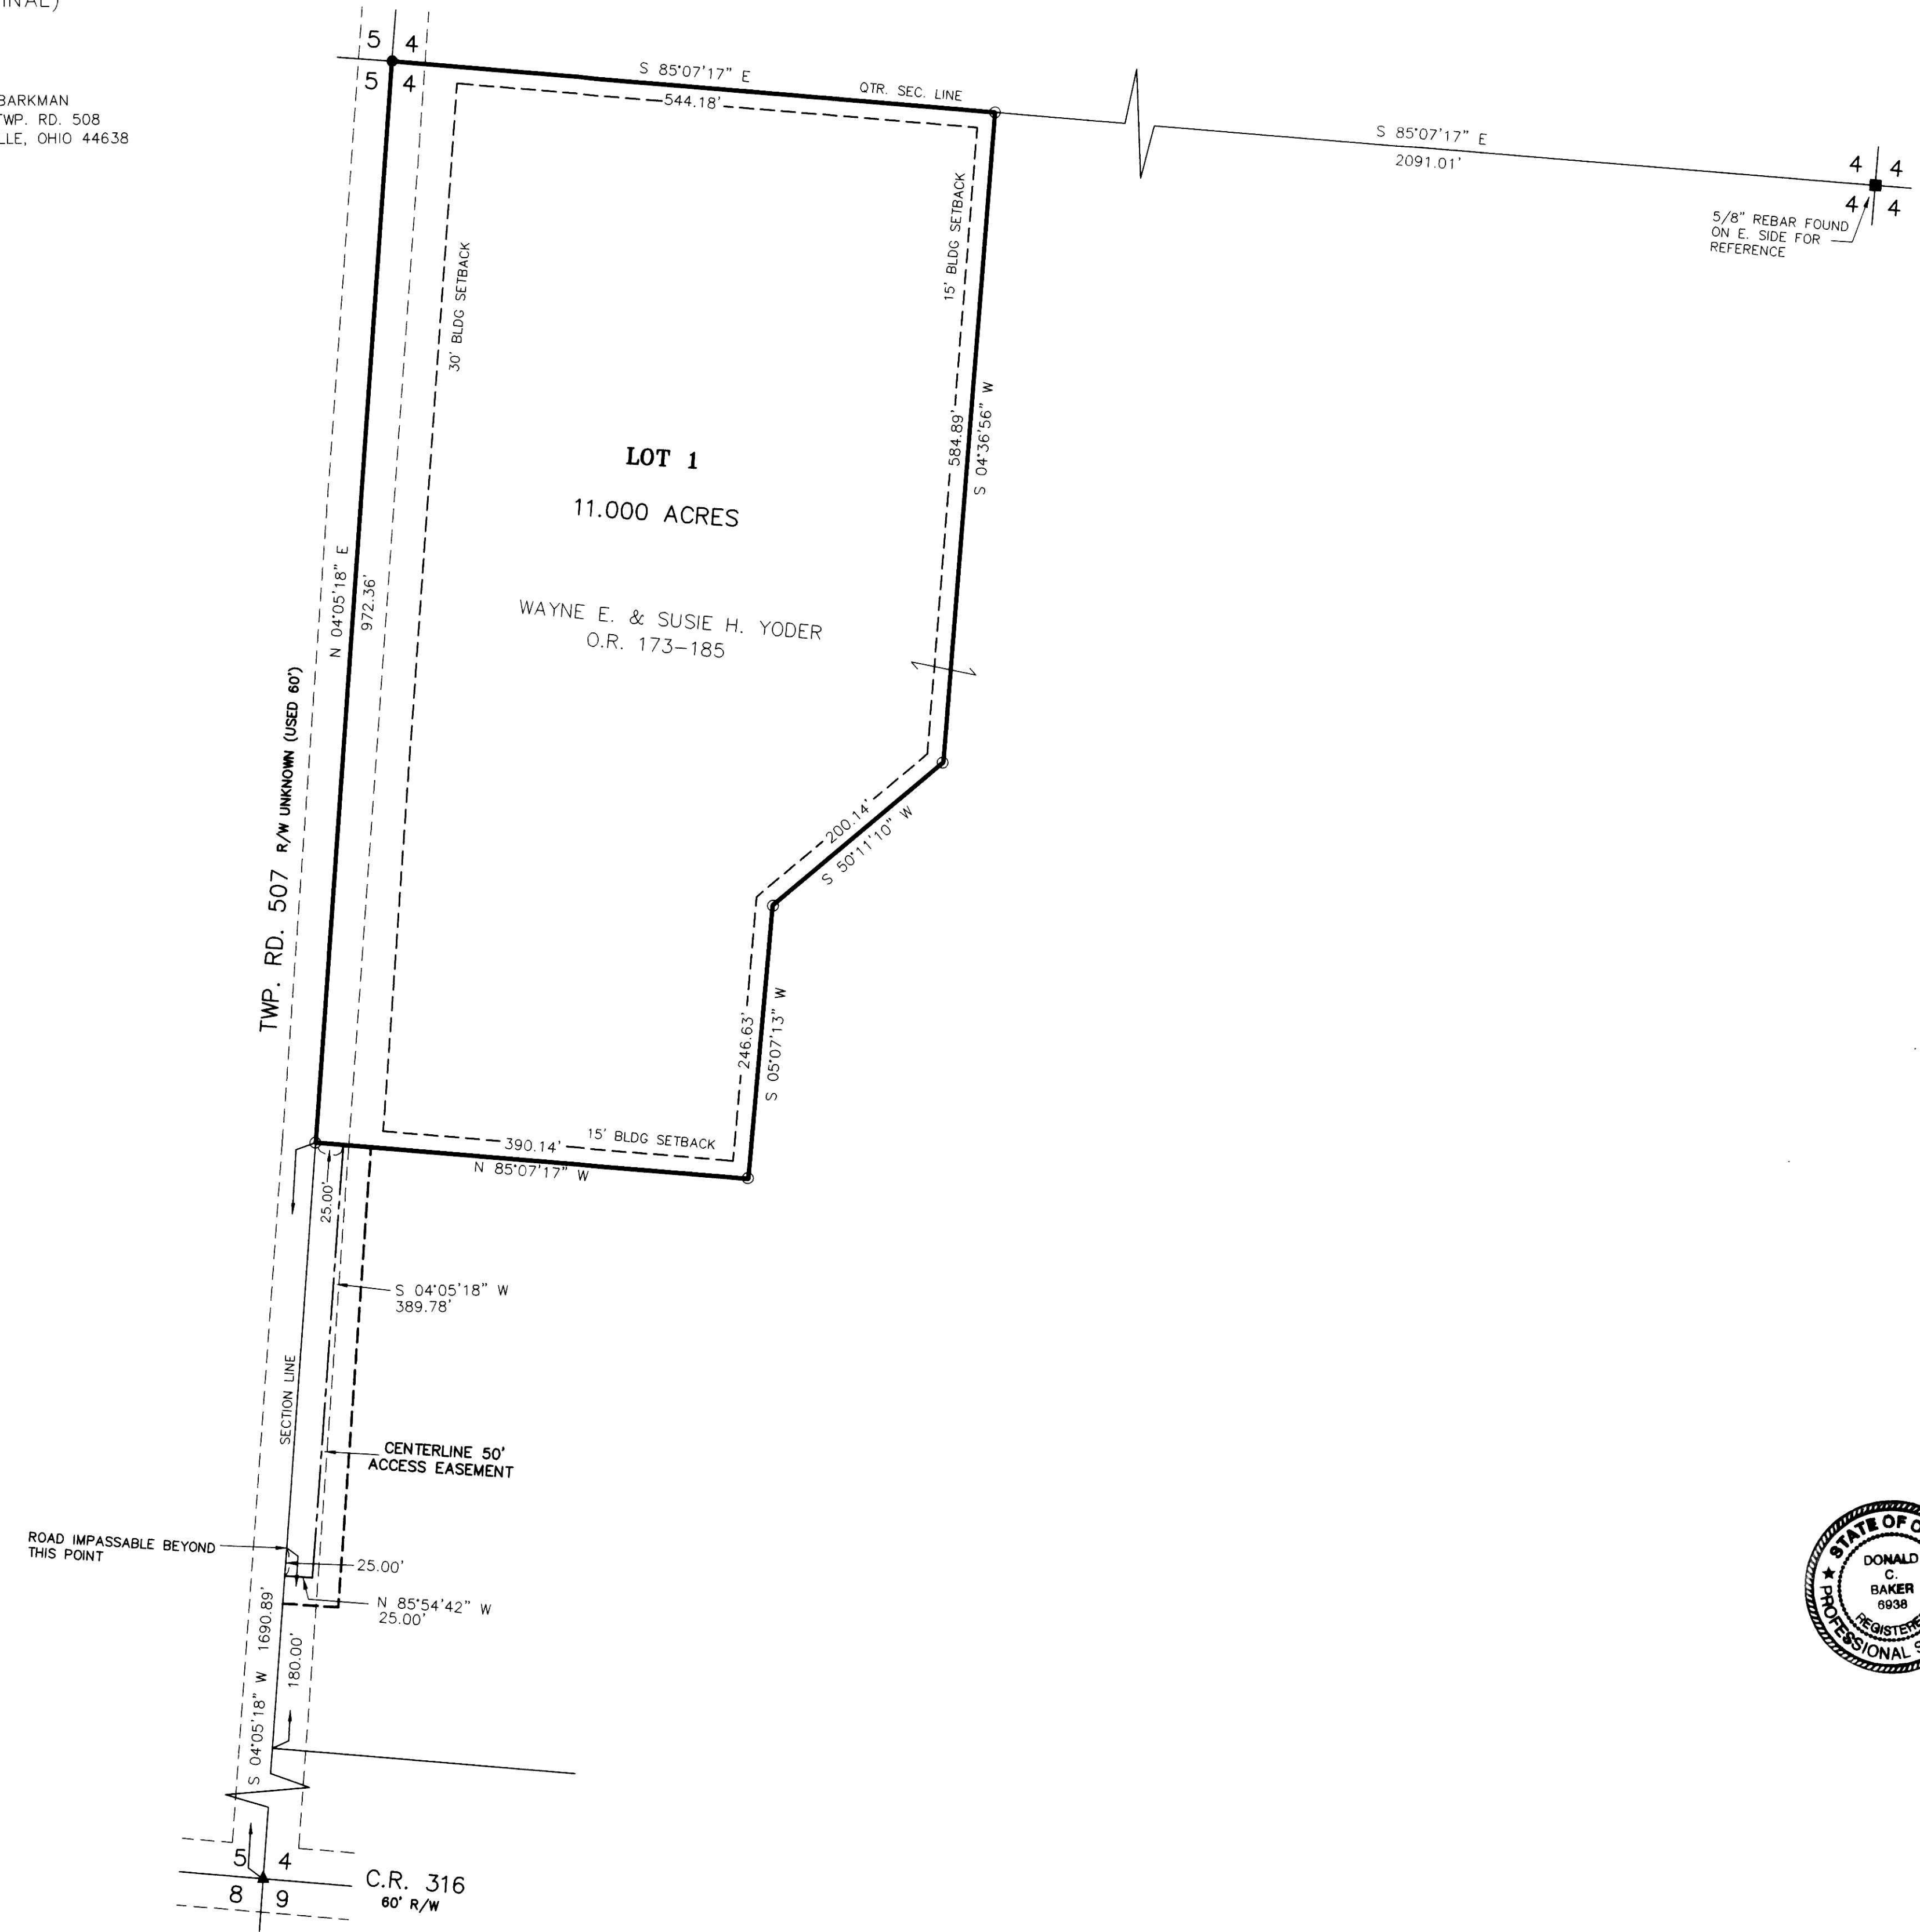 5 4
5 4
BARKMAN
TWP. RD. 508
LLE, OHIO 44638
S 85°07'17" E
QTR. SEC. LINE
544.18'
S 85°07'17" E
2091.01'
4 4
4 4
5/8" REBAR FOUND
ON E. SIDE FOR
REFERENCE
30' BLDG SETBACK
15' BLDG SETBACK
584.89'
S 04°36'56" W
LOT 1
11.000 ACRES
WAYNE E. & SUSIE H. YODER
O.R. 173-185
N 04°05'18" E
972.36'
TWP. RD. 507 R/W UNKNOWN (USED 60')
200.14'
S 50°11'10" W
246.63'
S 05°07'13" W
390.14'
15' BLDG SETBACK
N 85°07'17" W
25.00'
S 04°05'18" W
389.78'
SECTION LINE
CENTERLINE 50'
ACCESS EASEMENT
ROAD IMPASSABLE BEYOND
THIS POINT
25.00'
N 85°54'42" W
25.00'
S 04°05'18" W 1690.89'
180.00'
5 4
8 9
C.R. 316
60' R/W
STATE OF
DONALD
C.
BAKER
6938